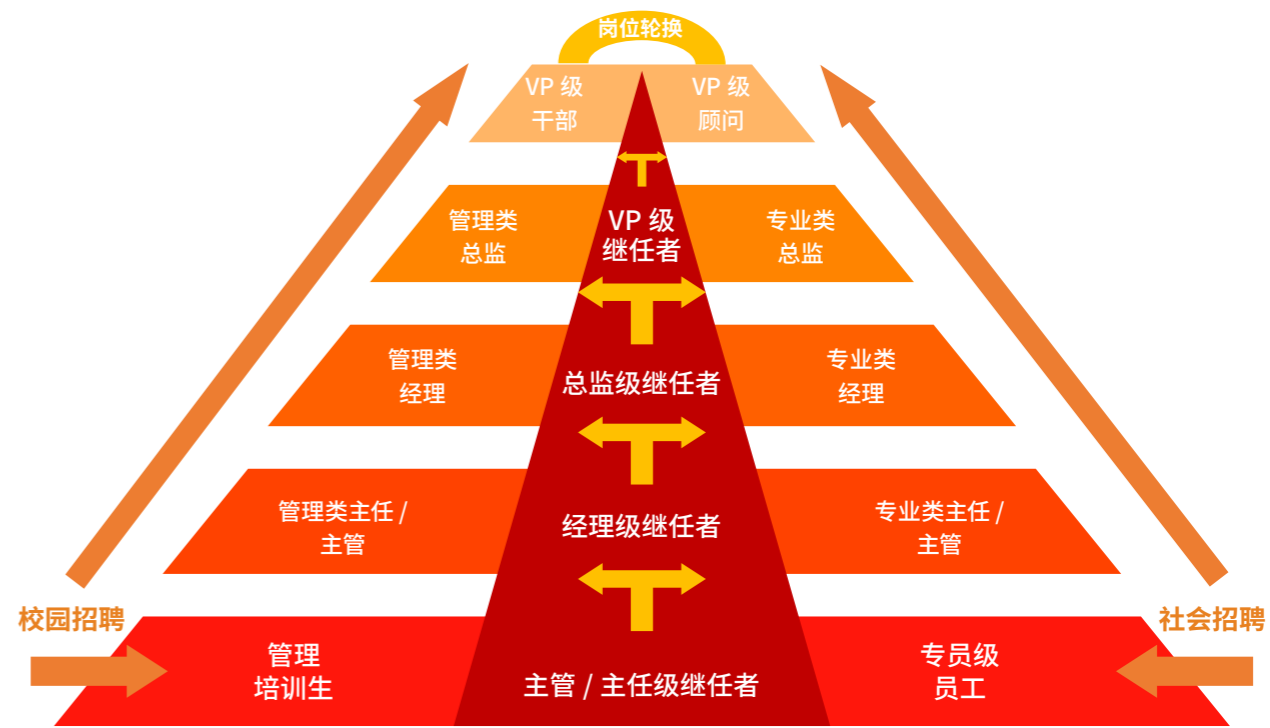 岗位轮换
VP 级
干部
VP 级
顾问
管理类
总监
VP 级
继任者
专业类
总监
管理类
经理
总监级继任者
专业类
经理
管理类主任 /
主管
经理级继任者
专业类主任 /
主管
校园招聘
社会招聘
管理
培训生
主管 / 主任级继任者
专员级
员工